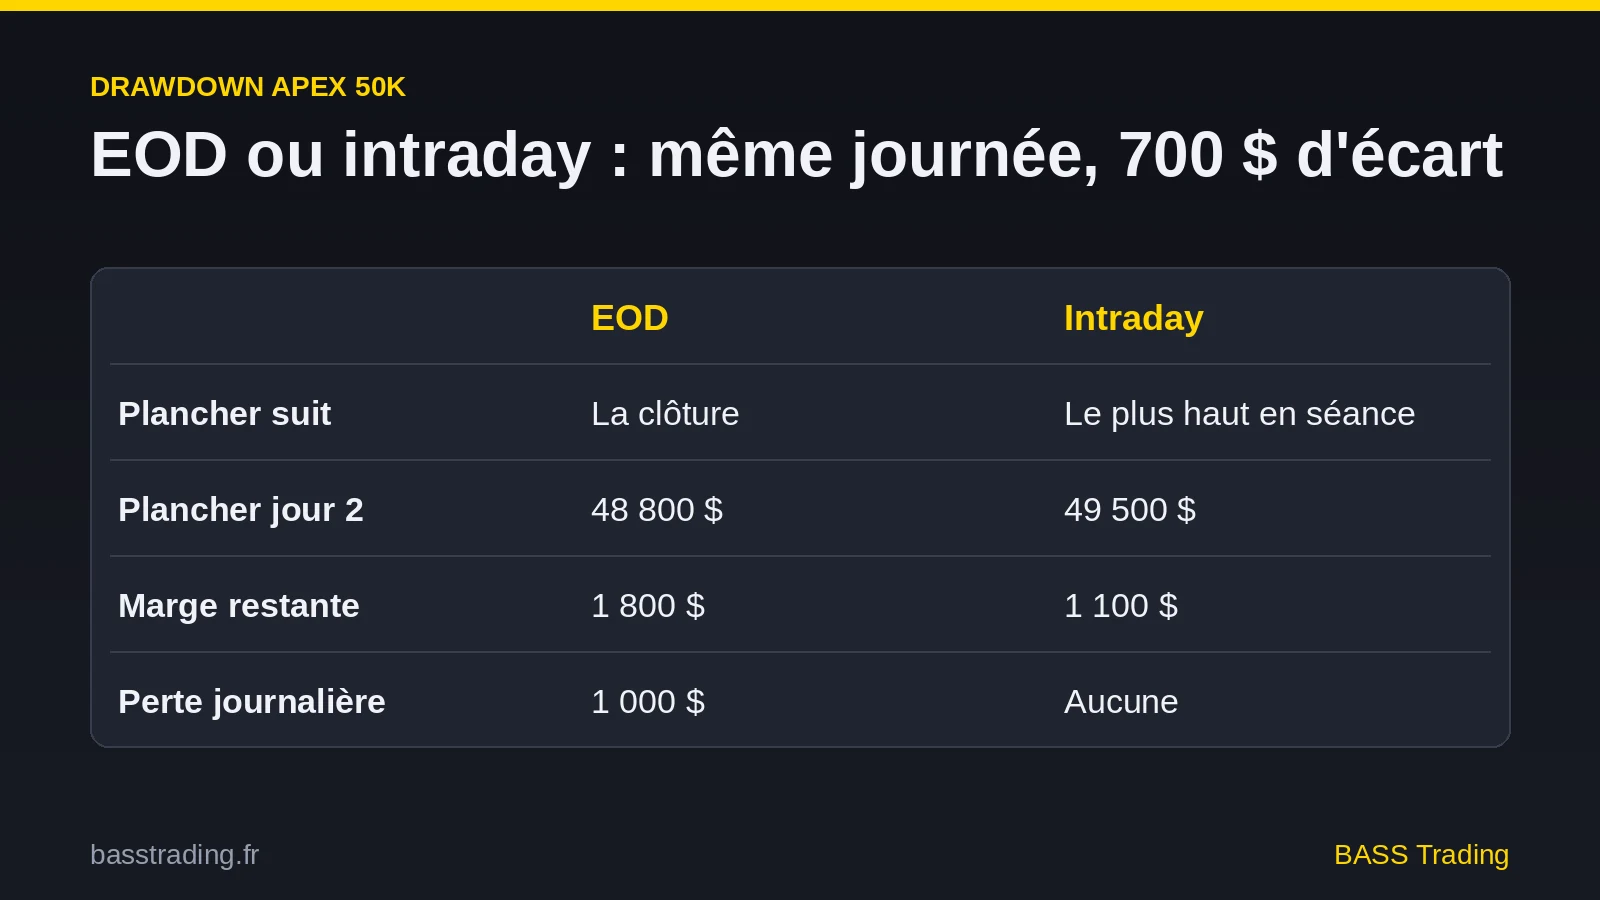 DRAWDOWN APEX 50K
EOD ou intraday : même journée, 700 $ d'écart
EOD Intraday
Plancher suit La clôture Le plus haut en séance
Plancher jour 2 48 800 $ 49 500 $
Marge restante 1 800 $ 1 100 $
Perte journalière 1 000 $ Aucune
basstrading.fr BASS Trading